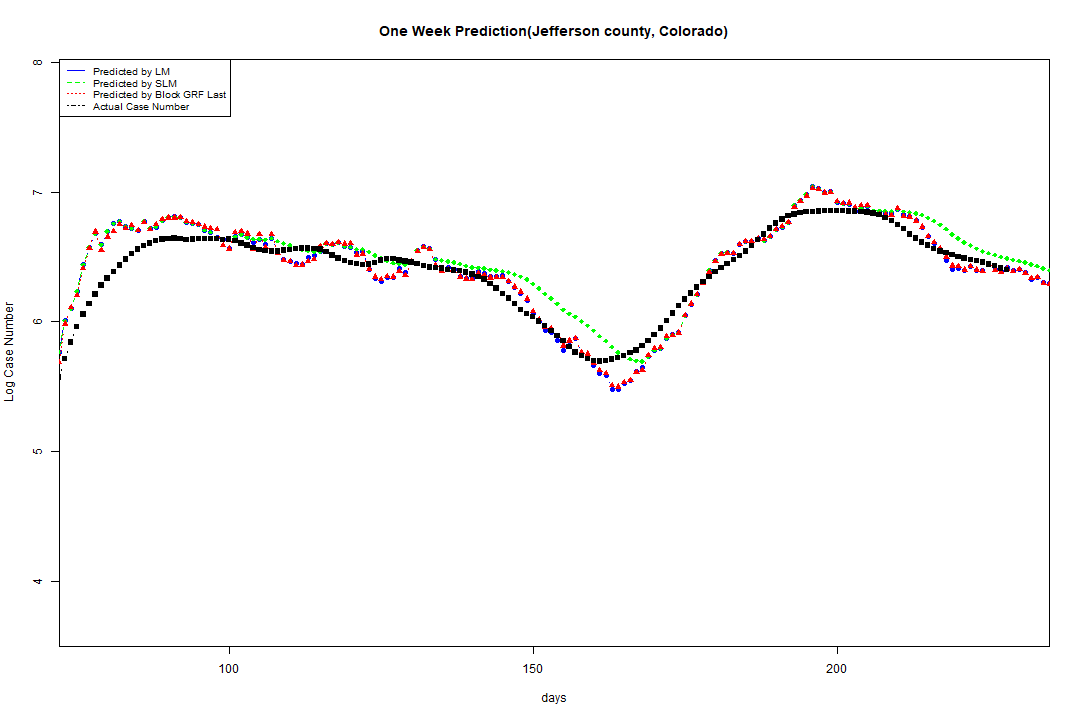 One Week Prediction(Jefferson county, Colorado)
Predicted by LM
Predicted by SLM
Predicted by Block GRF Last
Actual Case Number
8
7
6
5
4
Log Case Number
100
150
200
days